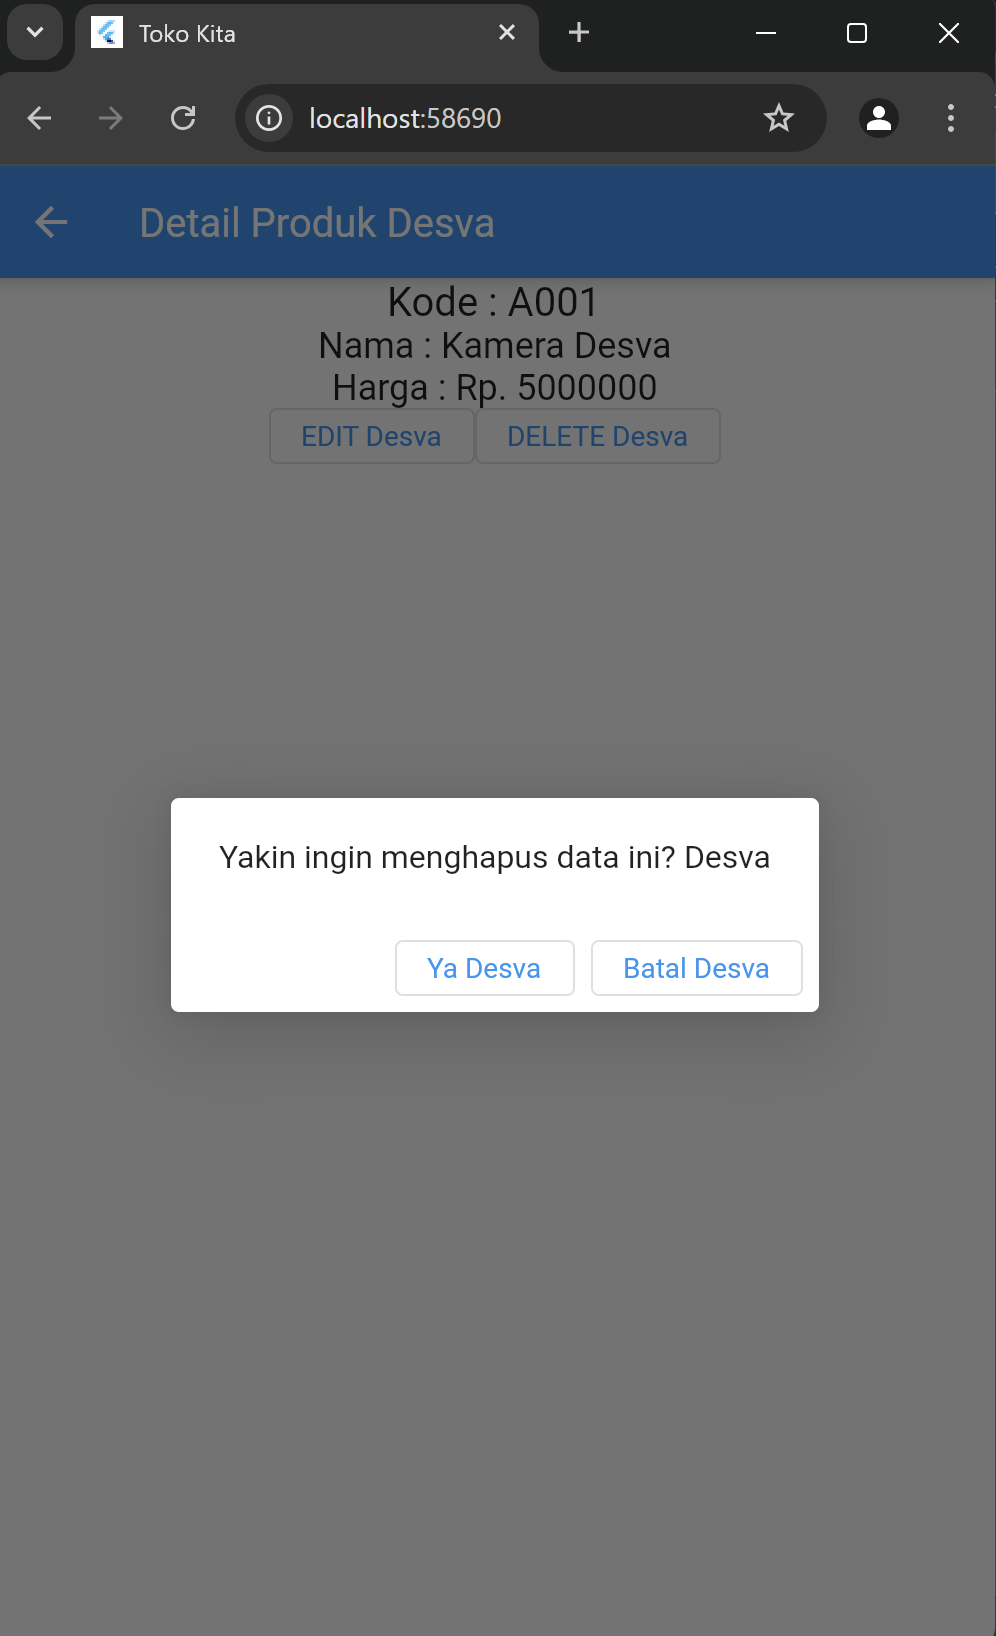 Toko Kita
localhost:58690
Detail Produk Desva
Kode : A001
Nama : Kamera Desva
Harga : Rp. 5000000
EDIT Desva DELETE Desva
Yakin ingin menghapus data ini? Desva
Ya Desva Batal Desva